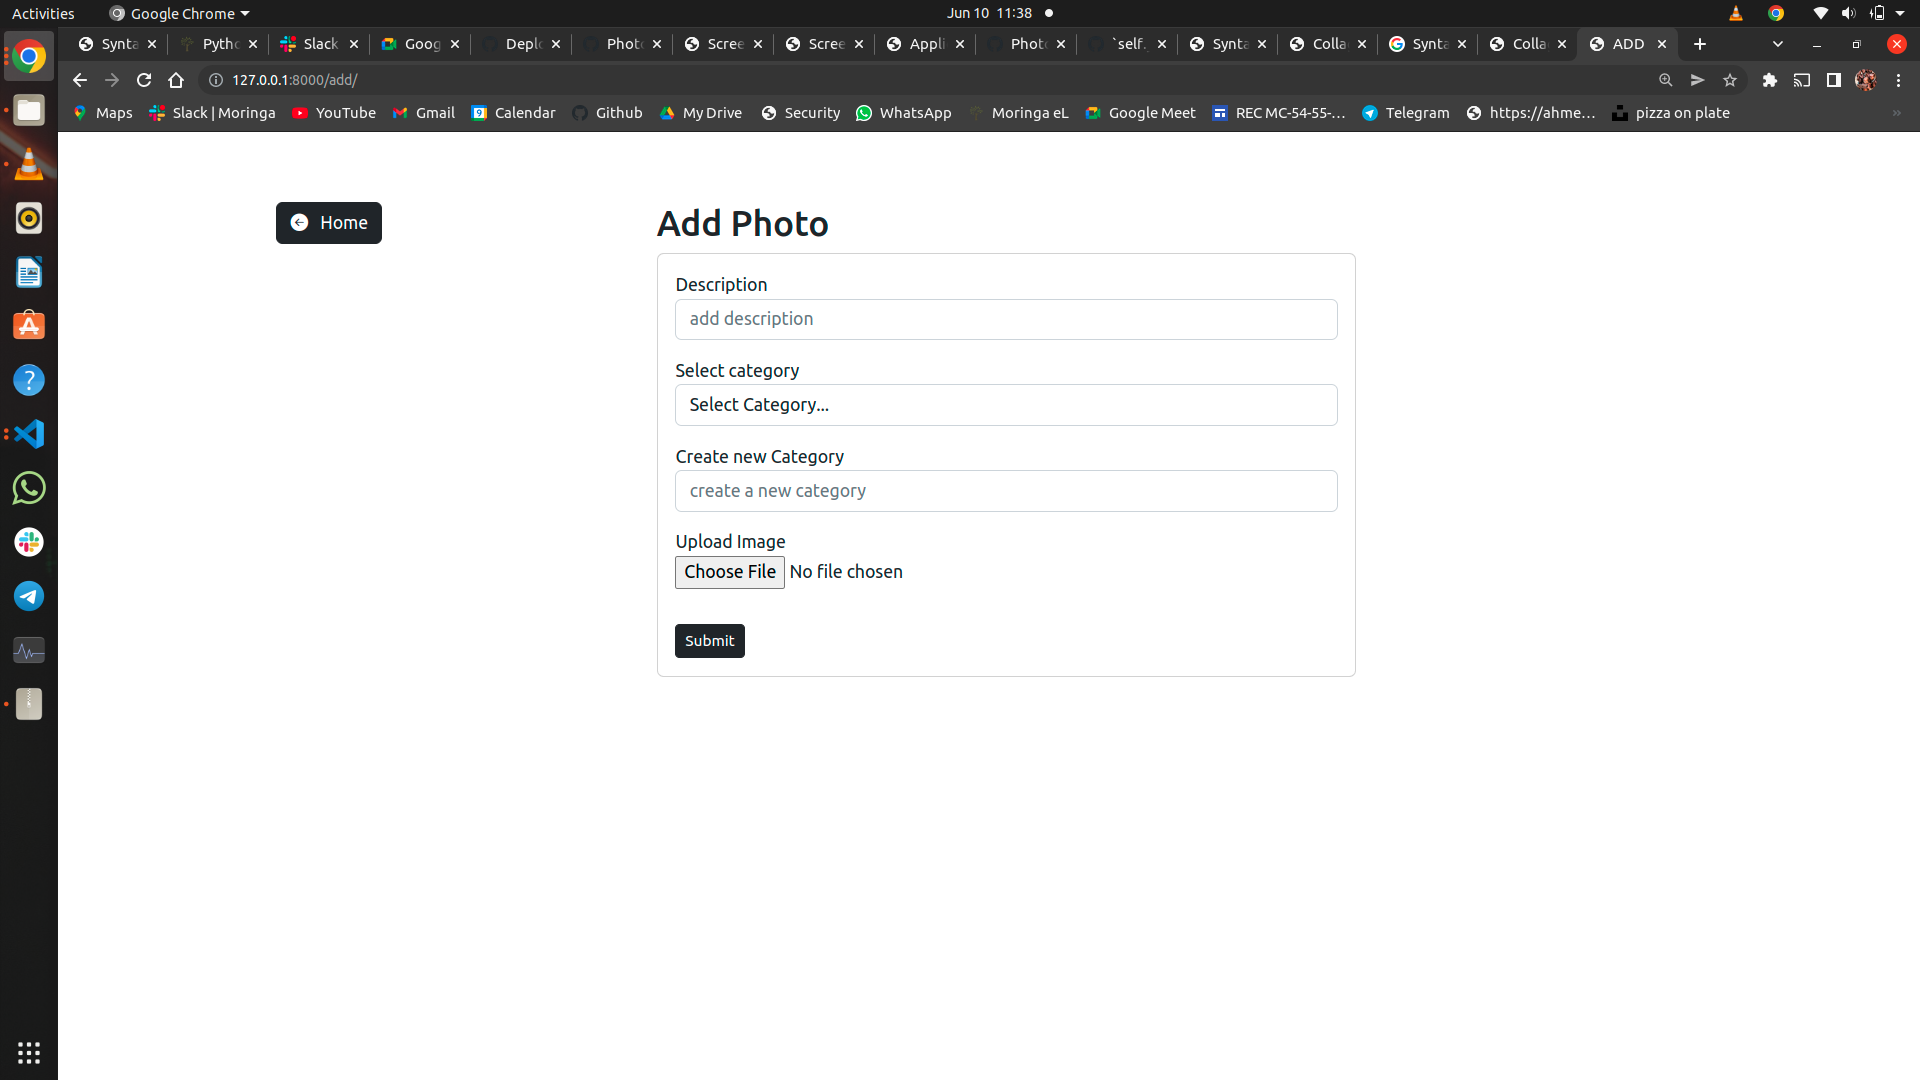 Activities Google Chrome Jun 10 11:38
Synta Pytho Slack Goog Deplo Photo Scree Scree Appli Photo `self. Synta Colla Synta Colla ADD
127.0.0.1:8000/add/
Maps Slack | Moringa YouTube Gmail Calendar Github My Drive Security WhatsApp Moringa eL Google Meet REC MC-54-55-... Telegram https://ahme... pizza on plate
Home
Add Photo
Description
add description
Select category
Select Category...
Create new Category
create a new category
Upload Image
Choose File No file chosen
Submit